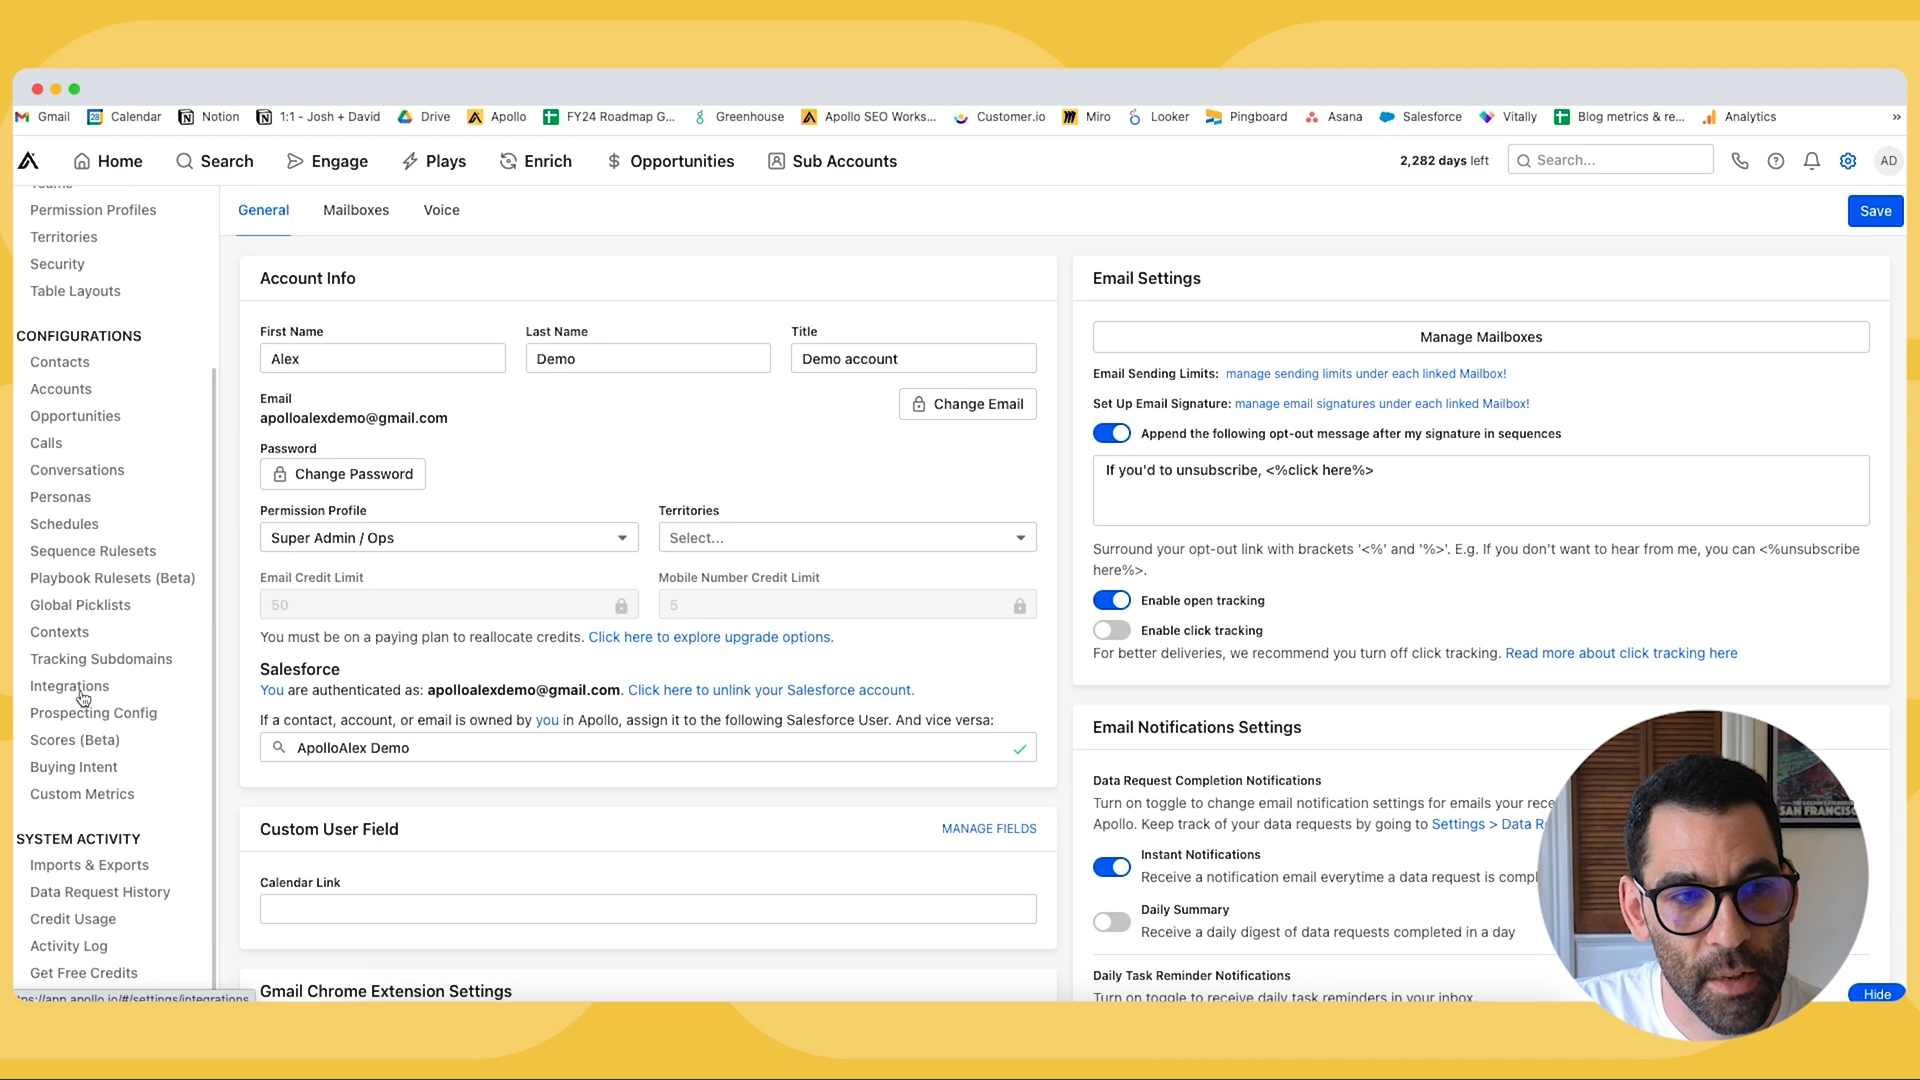 Gmail Calendar Notion 1:1 - Josh + David Drive Apollo FY24 Roadmap G... Greenhouse Apollo SEO Works... Customer.io Miro Looker Pingboard Asana Salesforce Vitally Blog metrics & re... Analytics »
Home Search Engage Plays Enrich Opportunities Sub Accounts 2,282 days left Search... AD
Teams
Permission Profiles
Territories
Security
Table Layouts
CONFIGURATIONS
Contacts
Accounts
Opportunities
Calls
Conversations
Personas
Schedules
Sequence Rulesets
Playbook Rulesets (Beta)
Global Picklists
Contexts
Tracking Subdomains
Integrations
Prospecting Config
Scores (Beta)
Buying Intent
Custom Metrics
SYSTEM ACTIVITY
Imports & Exports
Data Request History
Credit Usage
Activity Log
Get Free Credits
tps://app.apollo.io/#/settings/integrations
General Mailboxes Voice Save
Account Info
First Name Last Name Title
Alex Demo Demo account
Email
apolloalexdemo@gmail.com
Change Email
Password
Change Password
Permission Profile Territories
Super Admin / Ops Select...
Email Credit Limit Mobile Number Credit Limit
50 5
You must be on a paying plan to reallocate credits. Click here to explore upgrade options.
Salesforce
You are authenticated as: apolloalexdemo@gmail.com. Click here to unlink your Salesforce account.
If a contact, account, or email is owned by you in Apollo, assign it to the following Salesforce User. And vice versa:
ApolloAlex Demo
Custom User Field MANAGE FIELDS
Calendar Link
Gmail Chrome Extension Settings
Email Settings
Manage Mailboxes
Email Sending Limits: manage sending limits under each linked Mailbox!
Set Up Email Signature: manage email signatures under each linked Mailbox!
Append the following opt-out message after my signature in sequences
If you'd to unsubscribe, <%click here%>
Surround your opt-out link with brackets '<%' and '%>'. E.g. If you don't want to hear from me, you can <%unsubscribe
here%>.
Enable open tracking
Enable click tracking
For better deliveries, we recommend you turn off click tracking. Read more about click tracking here
Email Notifications Settings
Data Request Completion Notifications
Turn on toggle to change email notification settings for emails your rece
Apollo. Keep track of your data requests by going to Settings > Data R
Instant Notifications
Receive a notification email everytime a data request is compl
Daily Summary
Receive a daily digest of data requests completed in a day
Daily Task Reminder Notifications
Turn on toggle to receive daily task reminders in your inbox.
Hide
SAN FRANCISC